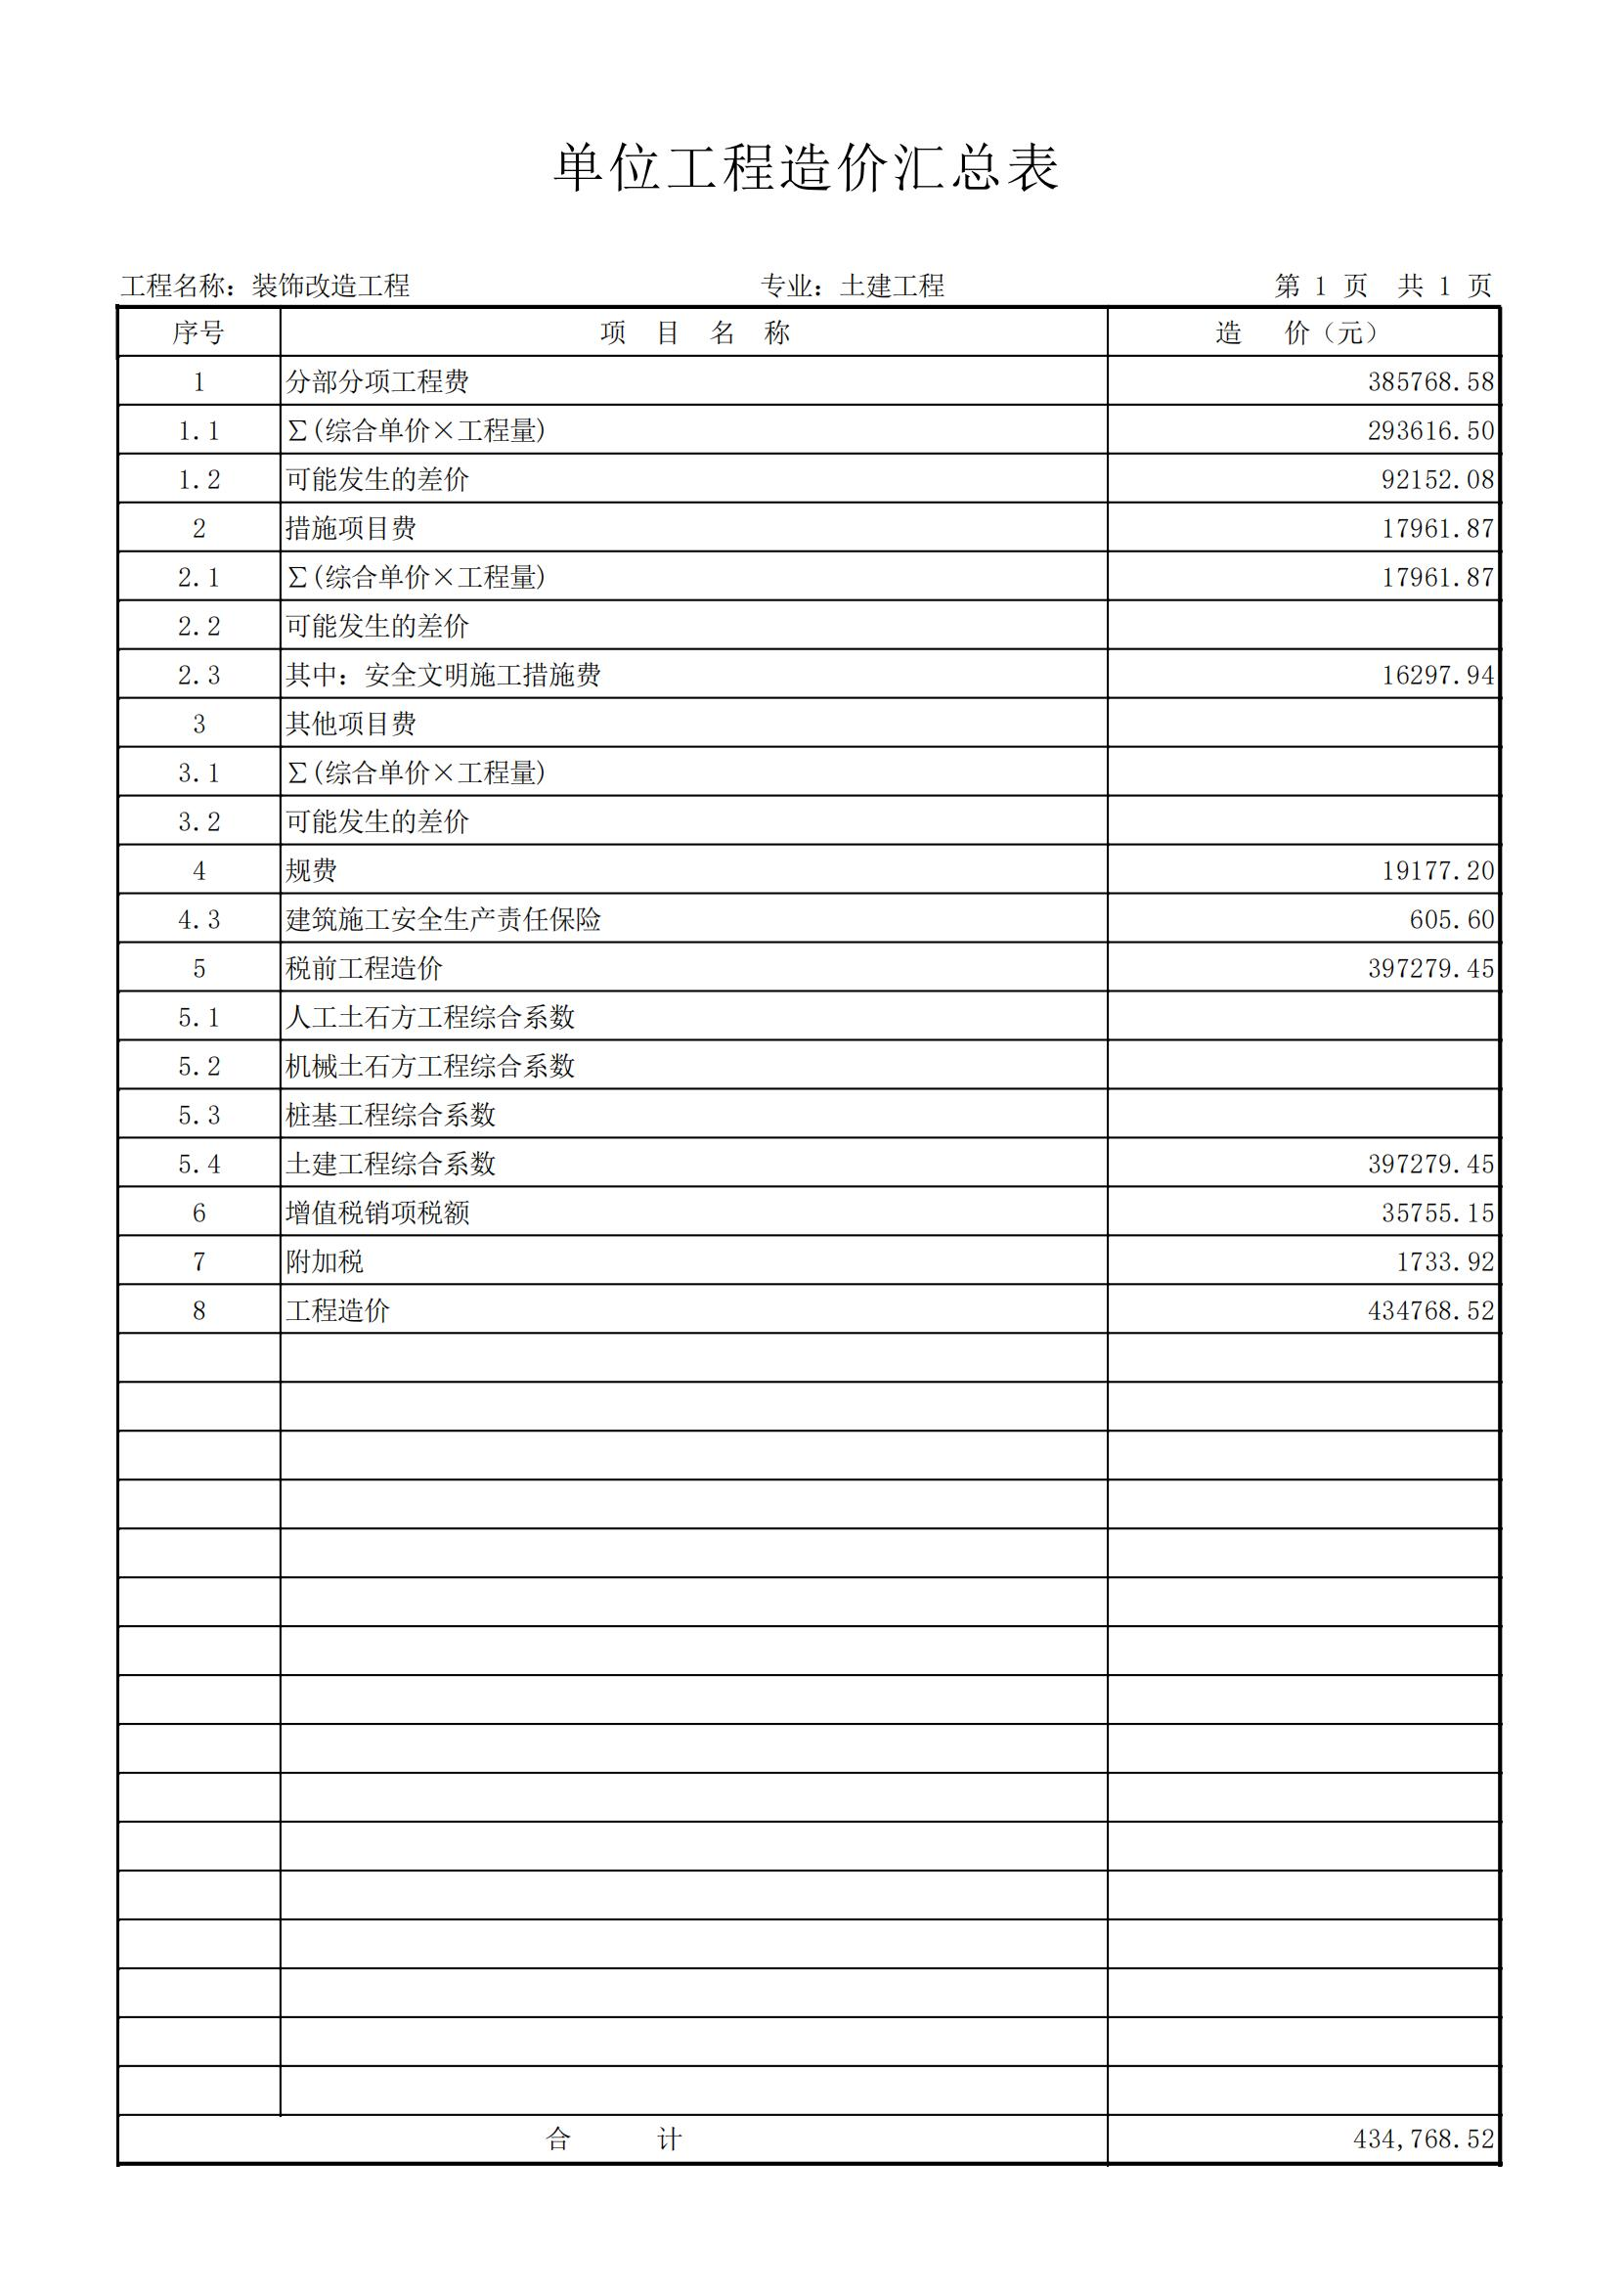 单位工程造价汇总表
工程名称：装饰改造工程 专业：土建工程 第 1 页 共 1 页
序号 项 目 名 称 造 价（元）
1 分部分项工程费 385768.58
1.1 Σ(综合单价×工程量) 293616.50
1.2 可能发生的差价 92152.08
2 措施项目费 17961.87
2.1 Σ(综合单价×工程量) 17961.87
2.2 可能发生的差价
2.3 其中：安全文明施工措施费 16297.94
3 其他项目费
3.1 Σ(综合单价×工程量)
3.2 可能发生的差价
4 规费 19177.20
4.3 建筑施工安全生产责任保险 605.60
5 税前工程造价 397279.45
5.1 人工土石方工程综合系数
5.2 机械土石方工程综合系数
5.3 桩基工程综合系数
5.4 土建工程综合系数 397279.45
6 增值税销项税额 35755.15
7 附加税 1733.92
8 工程造价 434768.52
合 计 434,768.52